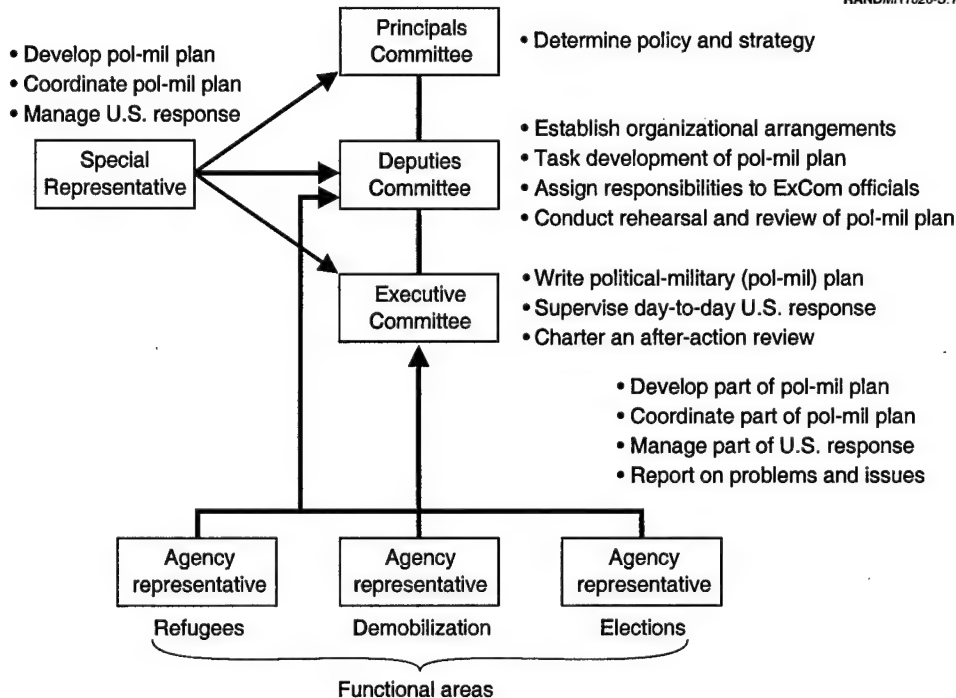 • Develop pol-mil plan
• Coordinate pol-mil plan
• Manage U.S. response
Special
Representative
Principals
Committee
• Determine policy and strategy
Deputies
Committee
• Establish organizational arrangements
• Task development of pol-mil plan
• Assign responsibilities to ExCom officials
• Conduct rehearsal and review of pol-mil plan
Executive
Committee
• Write political-military (pol-mil) plan
• Supervise day-to-day U.S. response
• Charter an after-action review
• Develop part of pol-mil plan
• Coordinate part of pol-mil plan
• Manage part of U.S. response
• Report on problems and issues
Agency
representative
Refugees
Agency
representative
Demobilization
Agency
representative
Elections
Functional areas